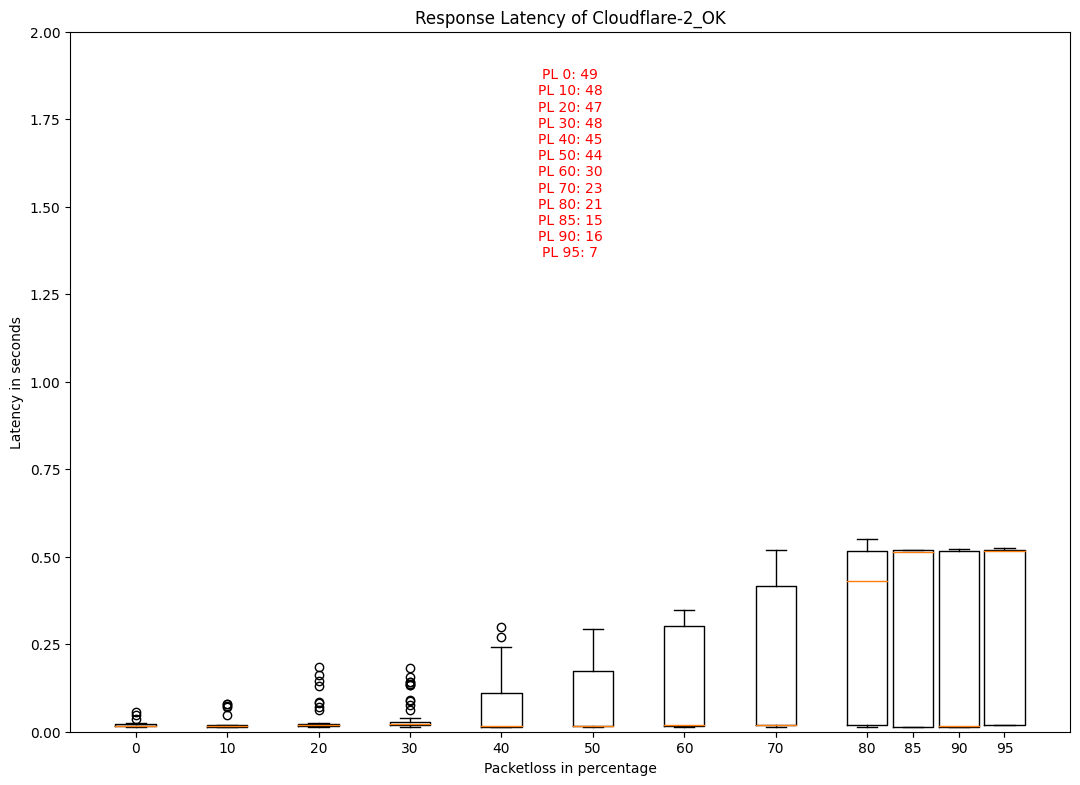 Response Latency of Cloudflare-2_OK
2.00
1.75
1.50
1.25
1.00
0.75
0.50
0.25
0.00
Latency in seconds
PL 0: 49
PL 10: 48
PL 20: 47
PL 30: 48
PL 40: 45
PL 50: 44
PL 60: 30
PL 70: 23
PL 80: 21
PL 85: 15
PL 90: 16
PL 95: 7
0 10 20 30 40 50 60 70 80 85 90 95
Packetloss in percentage